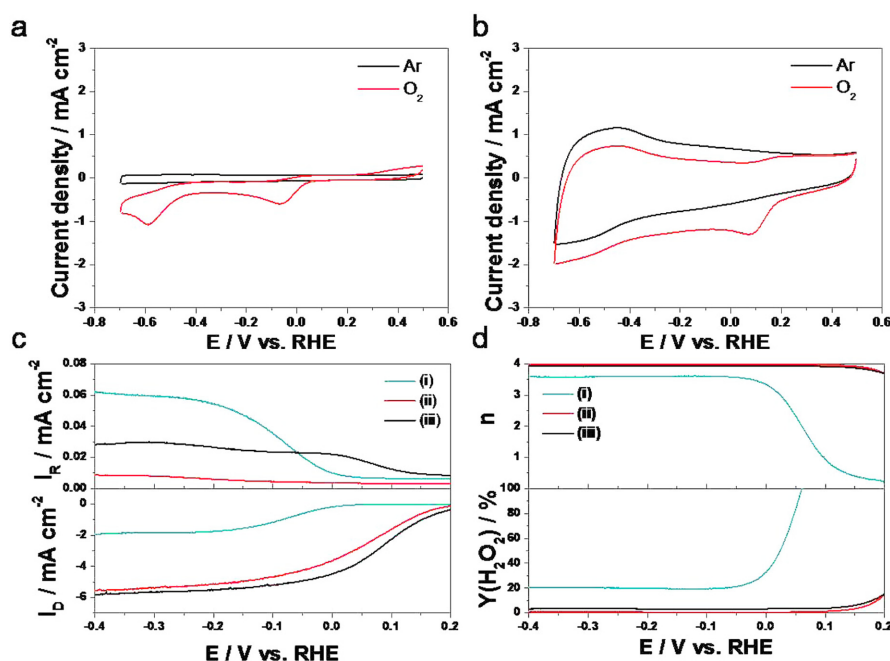 a
Current density / mA cm-2
3
2
1
0
-1
-2
-3
Ar
O2
-0.8 -0.6 -0.4 -0.2 0.0 0.2 0.4 0.6
E / V vs. RHE
b
Current density / mA cm-2
3
2
1
0
-1
-2
-3
Ar
O2
-0.8 -0.6 -0.4 -0.2 0.0 0.2 0.4 0.6
E / V vs. RHE
c
IR / mA cm-2
0.08
0.06
0.04
0.02
0.00
(i)
(ii)
(iii)
ID / mA cm-2
0
-2
-4
-6
-0.4 -0.3 -0.2 -0.1 0.0 0.1 0.2
E / V vs. RHE
d
n
4
3
2
1
(i)
(ii)
(iii)
Y(H2O2) / %
100
80
60
40
20
0
-0.4 -0.3 -0.2 -0.1 0.0 0.1 0.2
E / V vs. RHE